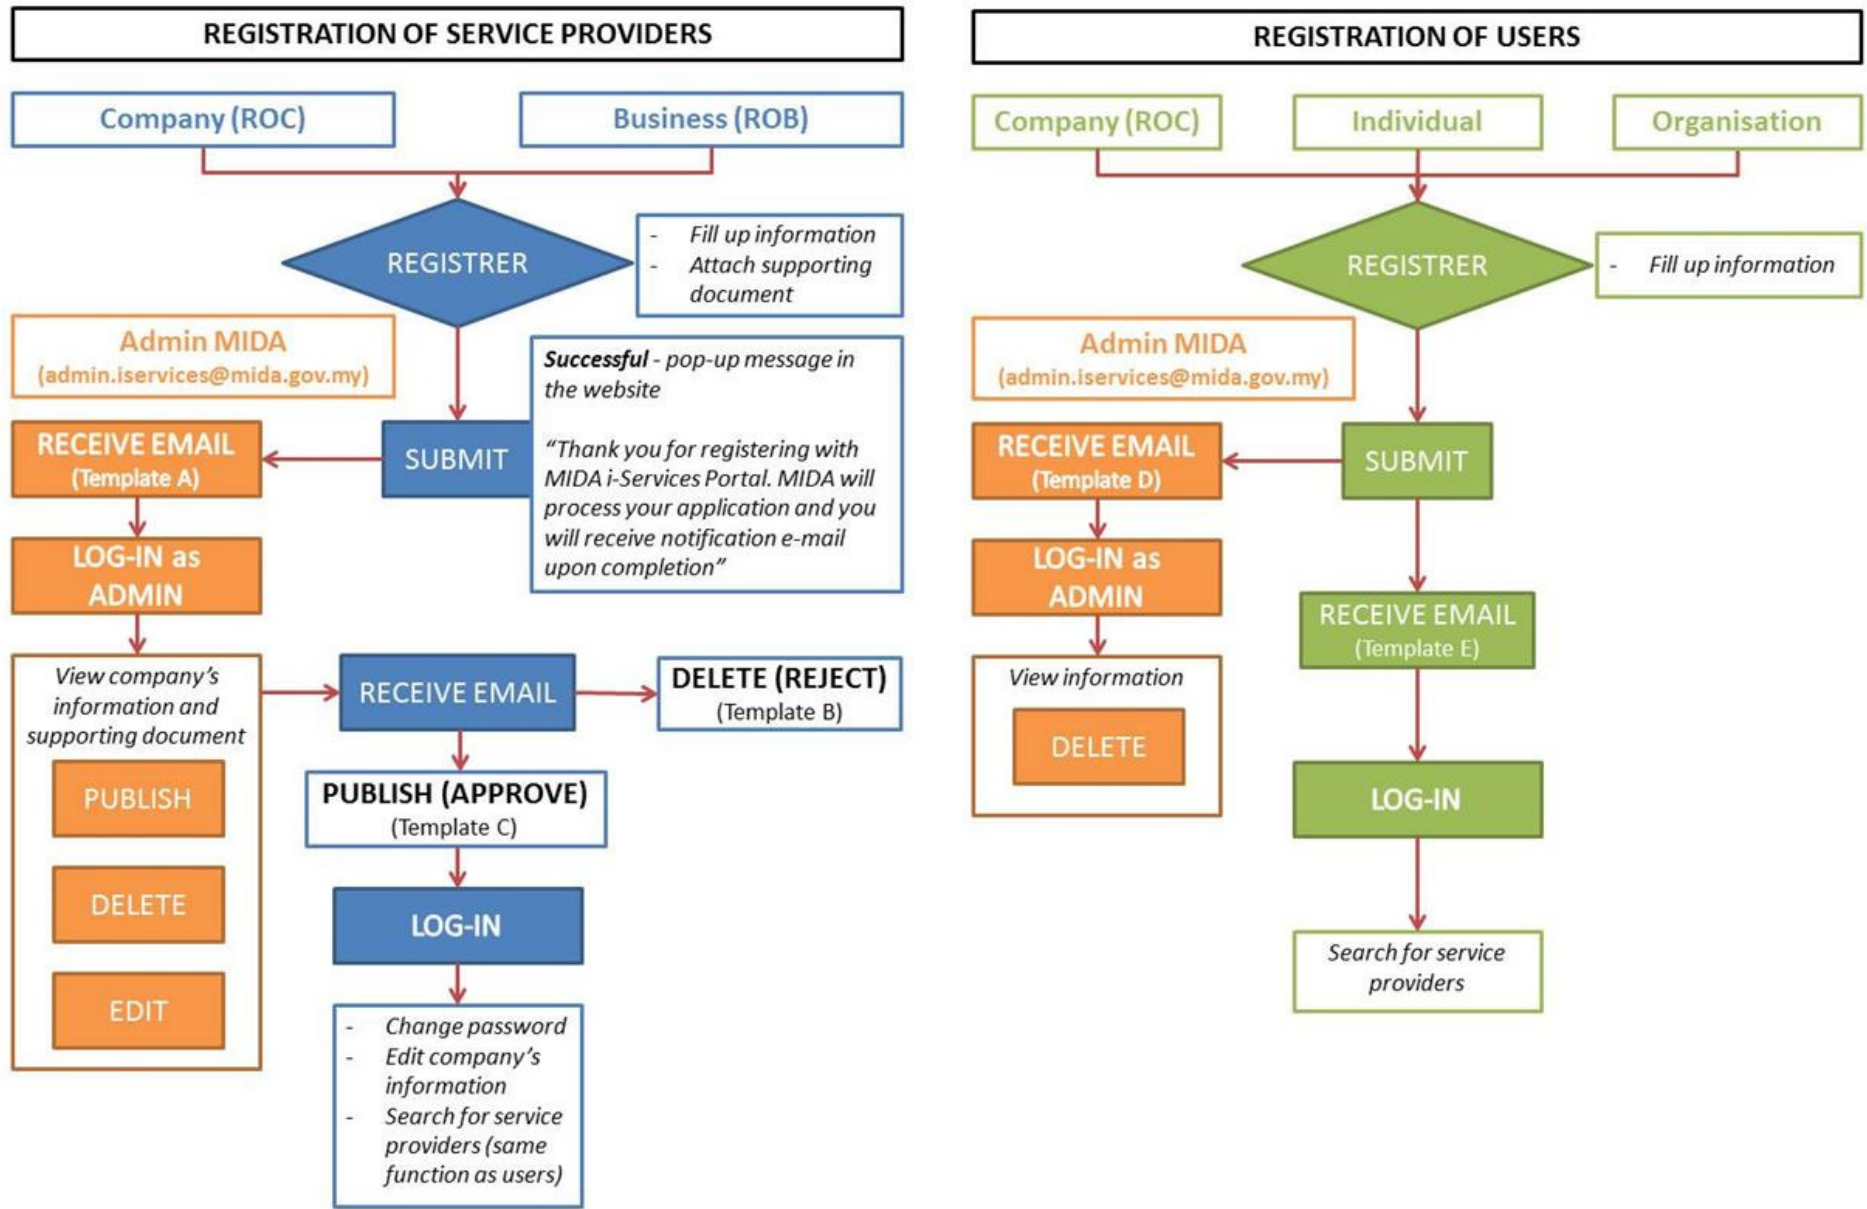 REGISTRATION OF SERVICE PROVIDERS
Company (ROC)
Business (ROB)
REGISTRER
- Fill up information
- Attach supporting
document
Admin MIDA
(admin.iservices@mida.gov.my)
Successful - pop-up message in
the website
“Thank you for registering with
MIDA i-Services Portal. MIDA will
process your application and you
will receive notification e-mail
upon completion”
RECEIVE EMAIL
(Template A)
SUBMIT
LOG-IN as
ADMIN
View company’s
information and
supporting document
PUBLISH
DELETE
EDIT
RECEIVE EMAIL
DELETE (REJECT)
(Template B)
PUBLISH (APPROVE)
(Template C)
LOG-IN
- Change password
- Edit company’s
information
- Search for service
providers (same
function as users)
REGISTRATION OF USERS
Company (ROC)
Individual
Organisation
REGISTRER
- Fill up information
Admin MIDA
(admin.iservices@mida.gov.my)
RECEIVE EMAIL
(Template D)
SUBMIT
LOG-IN as
ADMIN
View information
DELETE
RECEIVE EMAIL
(Template E)
LOG-IN
Search for service
providers